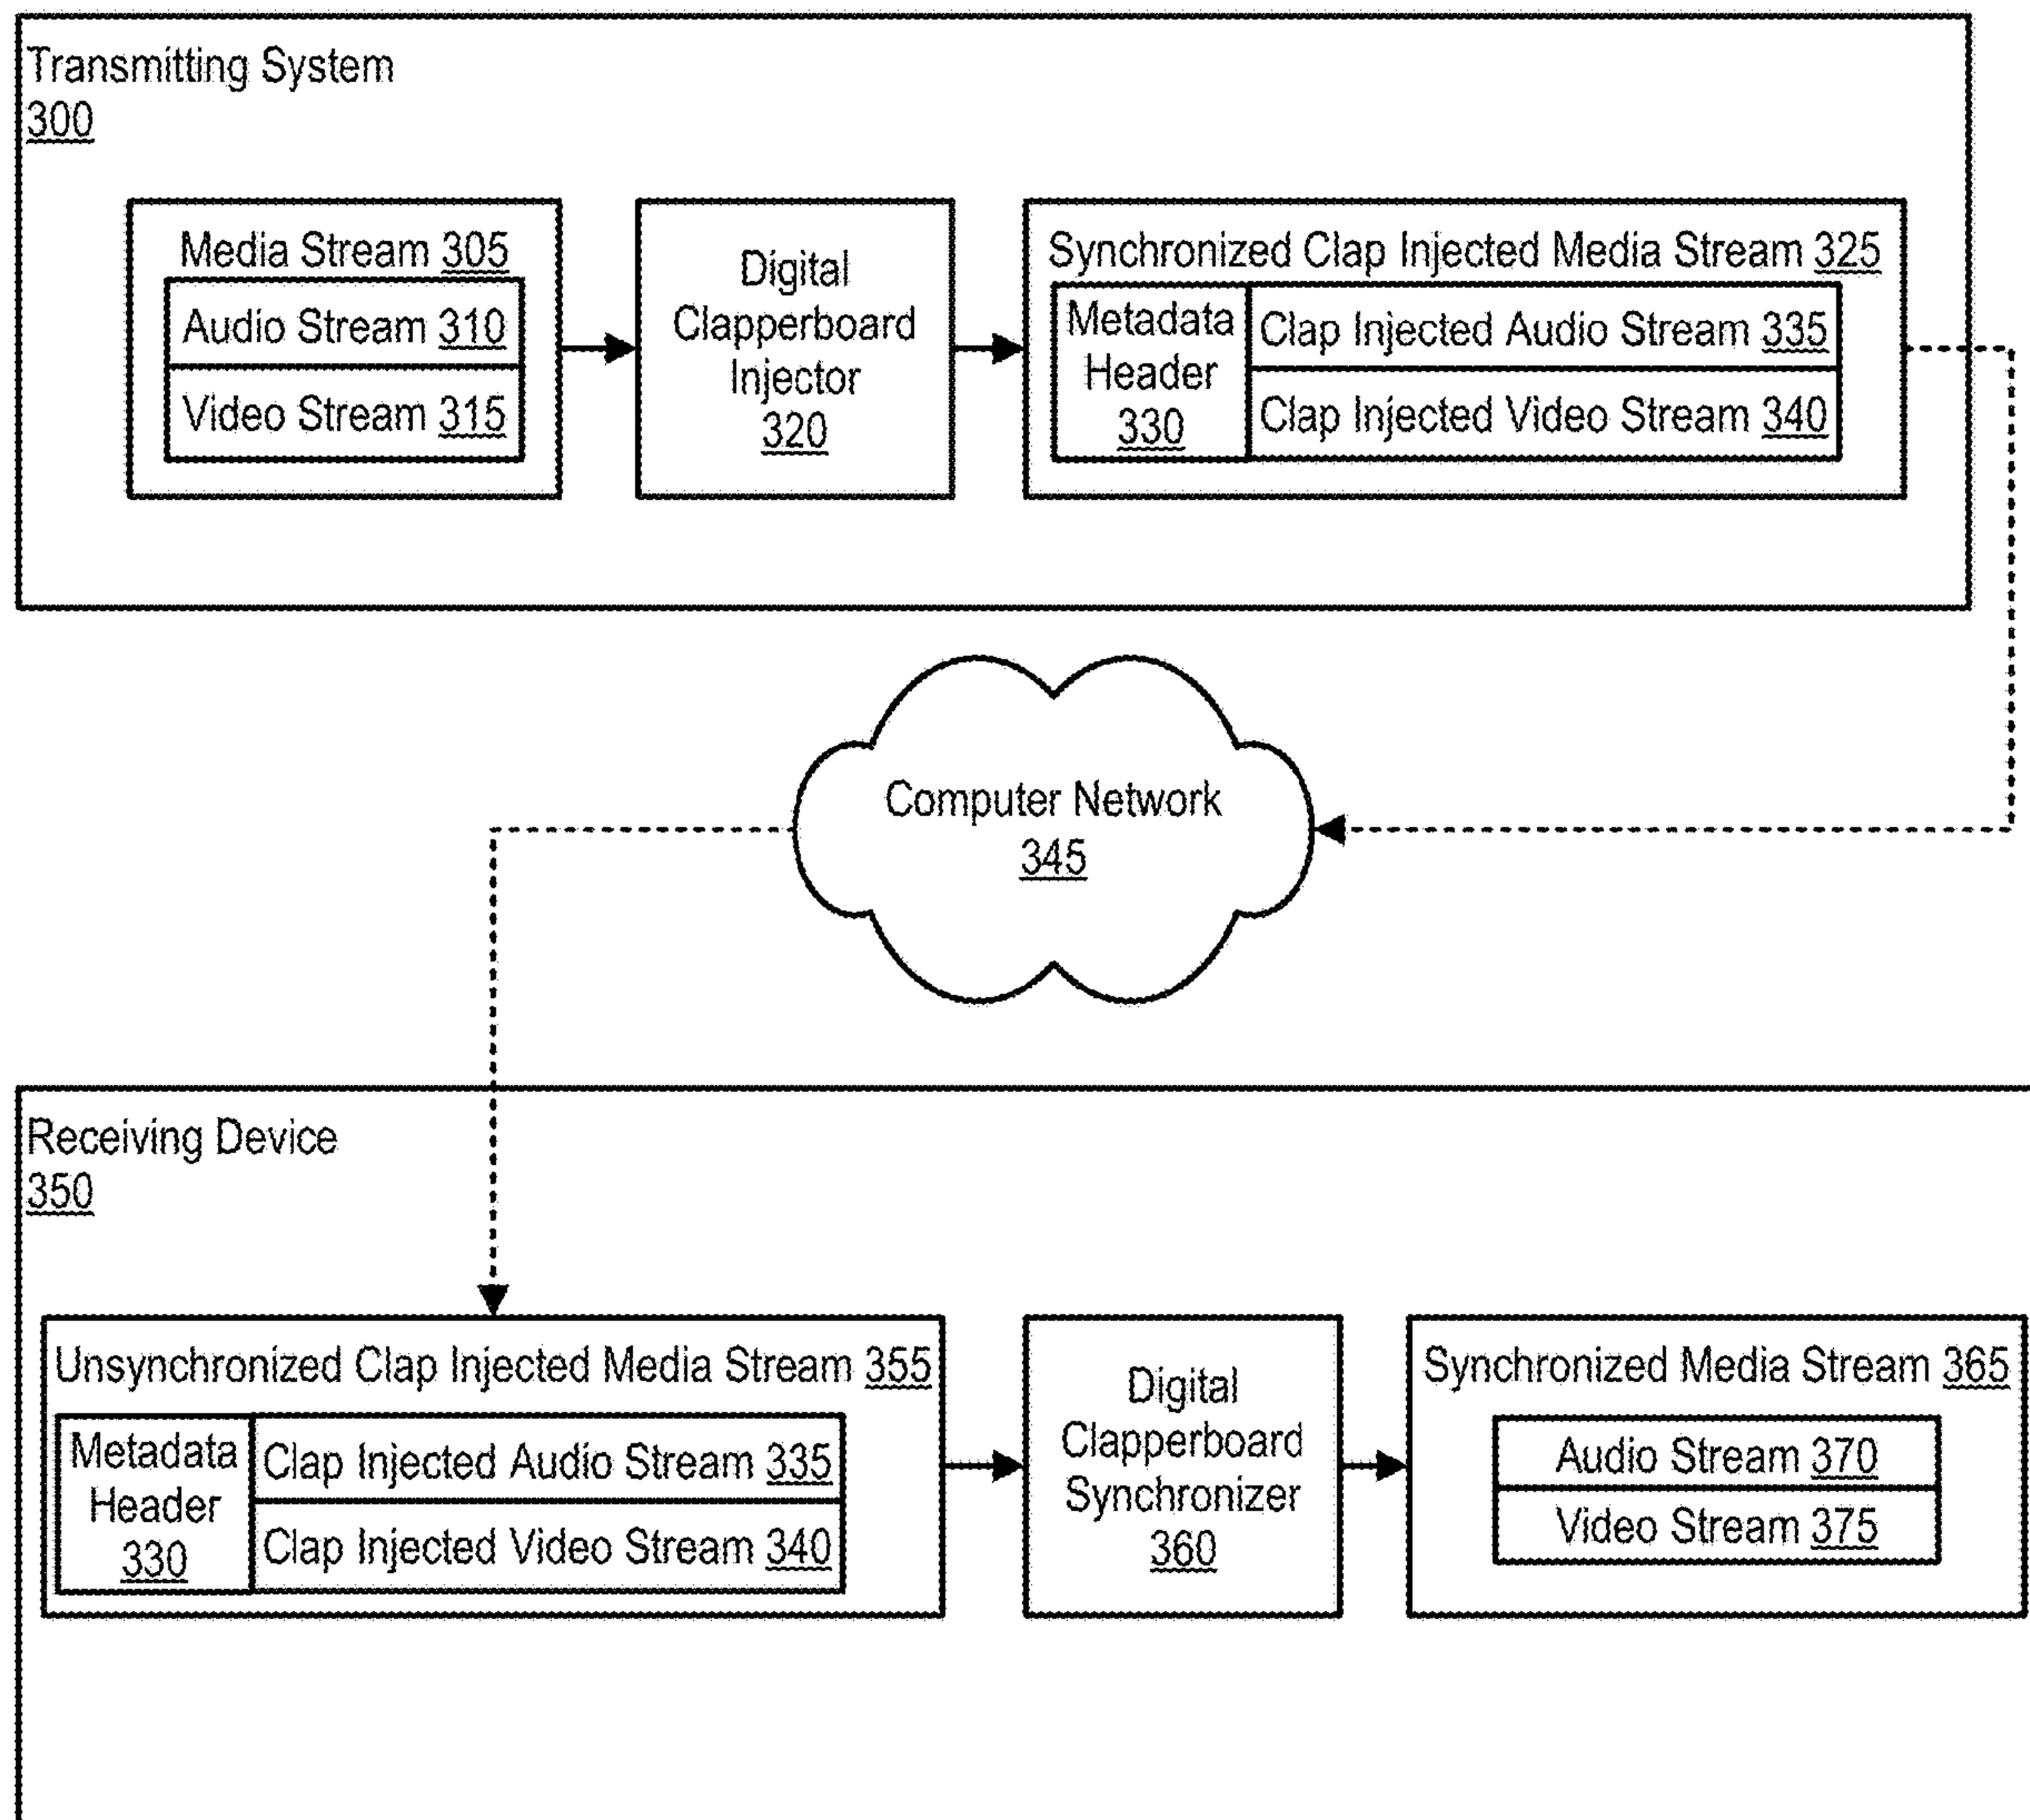 Transmitting System
300
Media Stream 305
Audio Stream 310
Video Stream 315
Digital
Clapperboard
Injector
320
Synchronized Clap Injected Media Stream 325
Metadata
Header
330
Clap Injected Audio Stream 335
Clap Injected Video Stream 340
Computer Network
345
Receiving Device
350
Unsynchronized Clap Injected Media Stream 355
Metadata
Header
330
Clap Injected Audio Stream 335
Clap Injected Video Stream 340
Digital
Clapperboard
Synchronizer
360
Synchronized Media Stream 365
Audio Stream 370
Video Stream 375